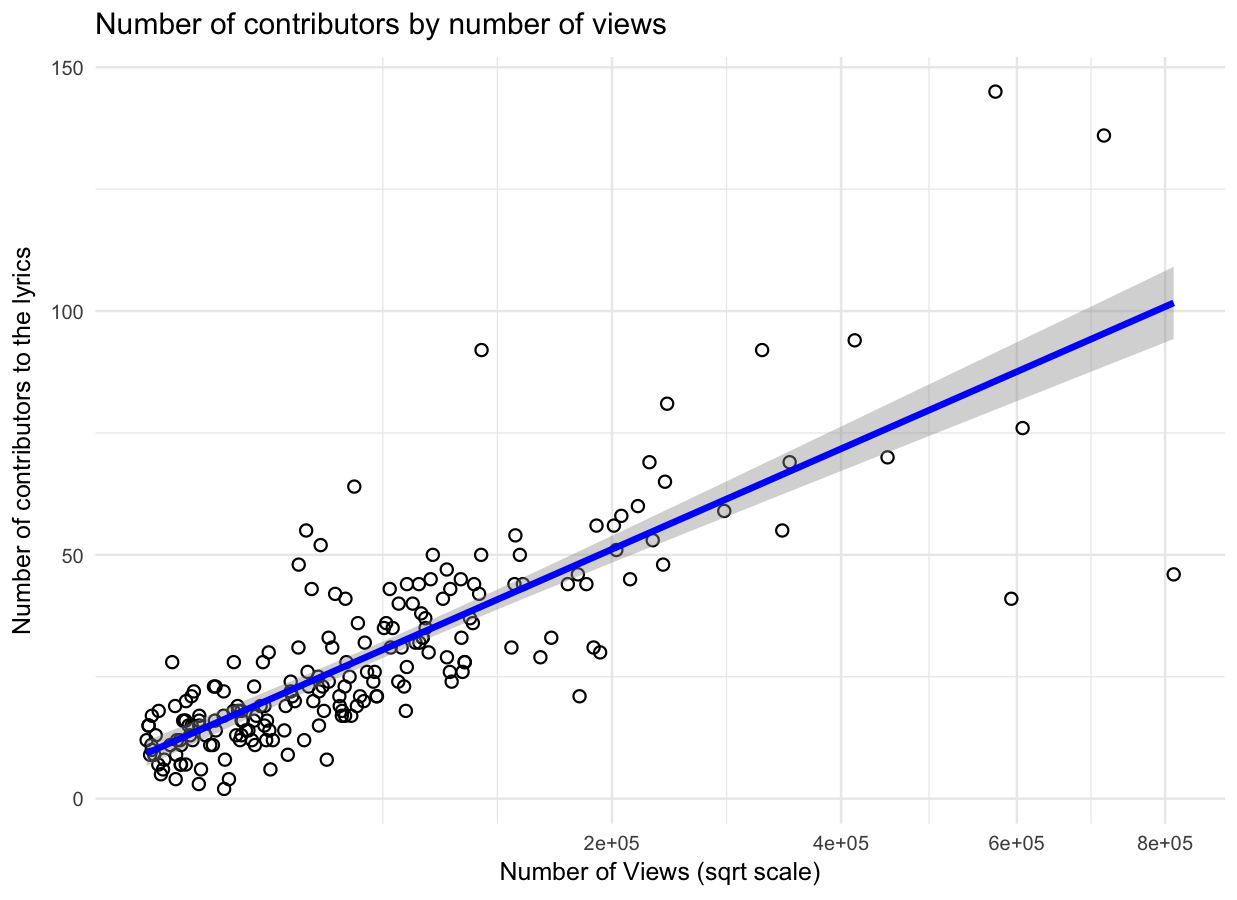 Number of contributors by number of views
150
100
50
0
Number of contributors to the lyrics
2e+05 4e+05 6e+05 8e+05
Number of Views (sqrt scale)